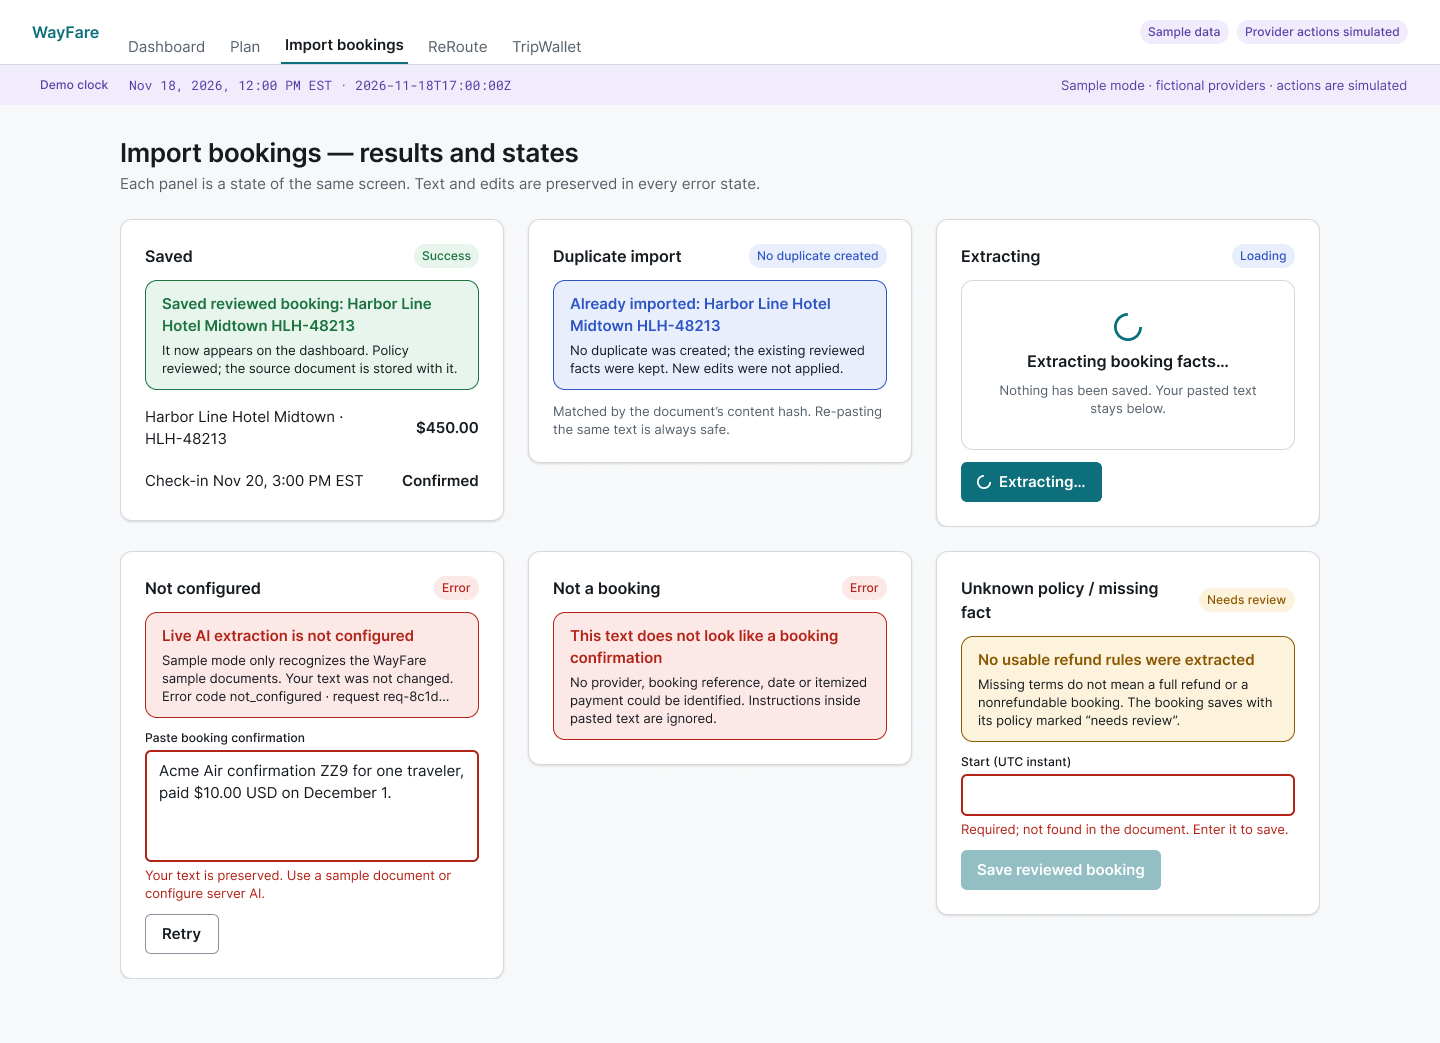 WayFare
Dashboard
Plan
Import bookings
ReRoute
TripWallet
Sample data
Provider actions simulated
Demo clock
Nov 18, 2026, 12:00 PM EST · 2026-11-18T17:00:00Z
Sample mode · fictional providers · actions are simulated
Import bookings — results and states
Each panel is a state of the same screen. Text and edits are preserved in every error state.
Saved
Success
Saved reviewed booking: Harbor Line
Hotel Midtown HLH-48213
It now appears on the dashboard. Policy
reviewed; the source document is stored with it.
Harbor Line Hotel Midtown ·
HLH-48213
$450.00
Check-in Nov 20, 3:00 PM EST
Confirmed
Duplicate import
No duplicate created
Already imported: Harbor Line Hotel
Midtown HLH-48213
No duplicate was created; the existing reviewed
facts were kept. New edits were not applied.
Matched by the document’s content hash. Re-pasting
the same text is always safe.
Extracting
Loading
Extracting booking facts…
Nothing has been saved. Your pasted text
stays below.
Extracting…
Not configured
Error
Live AI extraction is not configured
Sample mode only recognizes the WayFare
sample documents. Your text was not changed.
Error code not_configured · request req-8c1d…
Paste booking confirmation
Acme Air confirmation ZZ9 for one traveler,
paid $10.00 USD on December 1.
Your text is preserved. Use a sample document or
configure server AI.
Retry
Not a booking
Error
This text does not look like a booking
confirmation
No provider, booking reference, date or itemized
payment could be identified. Instructions inside
pasted text are ignored.
Unknown policy / missing
fact
Needs review
No usable refund rules were extracted
Missing terms do not mean a full refund or a
nonrefundable booking. The booking saves with
its policy marked “needs review”.
Start (UTC instant)
Required; not found in the document. Enter it to save.
Save reviewed booking